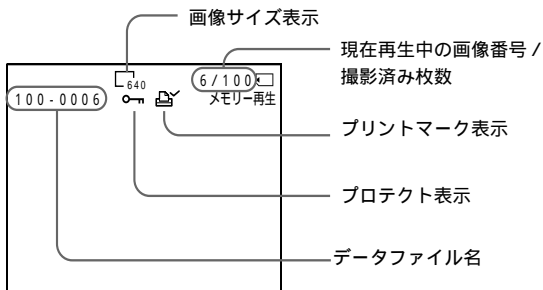 画像サイズ表示
現在再生中の画像番号/
撮影済み枚数
640
6/100
100-0006
メモリー再生
プリントマーク表示
プロテクト表示
データファイル名